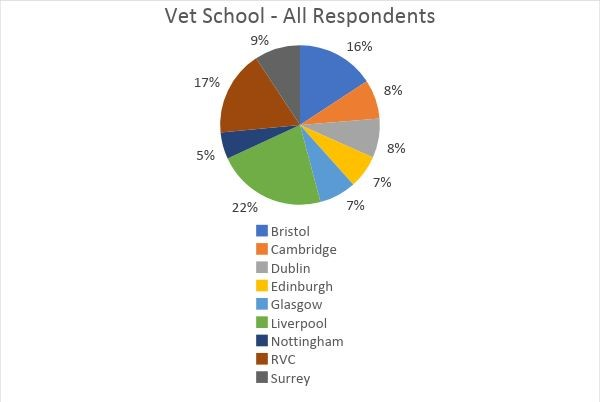 Vet School - All Respondents
9%
16%
17%
8%
8%
5%
7%
7%
22%
Bristol
Cambridge
Dublin
Edinburgh
Glasgow
Liverpool
Nottingham
RVC
Surrey